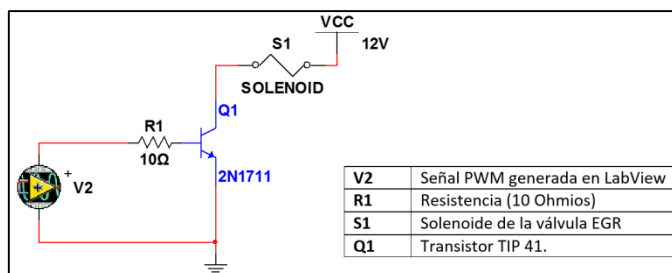 VCC
S1
12V
SOLENOID
Q1
R1
10Ω
2N1711
+
V2
V2 Señal PWM generada en LabView
R1 Resistencia (10 Ohmios)
S1 Solenoide de la válvula EGR
Q1 Transistor TIP 41.